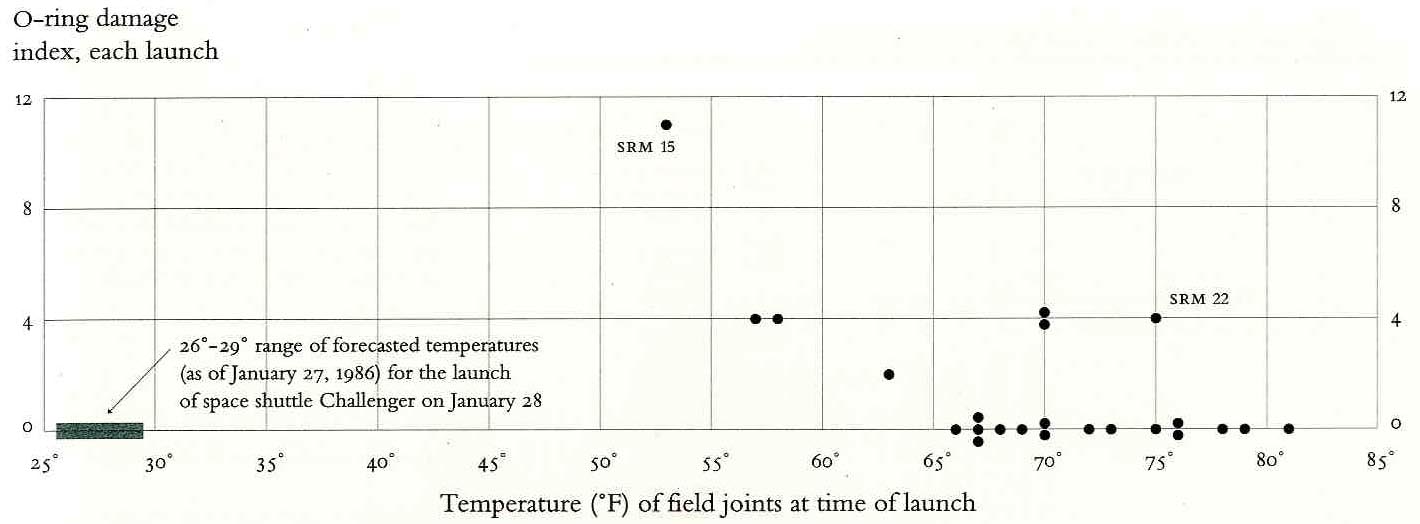 O-ring damage
index, each launch
12
12
SRM 15
8
8
SRM 22
4
4
26°-29° range of forecasted temperatures
(as of January 27, 1986) for the launch
of space shuttle Challenger on January 28
0
0
25° 30° 35° 40° 45° 50° 55° 60° 65° 70° 75° 80° 85°
Temperature (°F) of field joints at time of launch